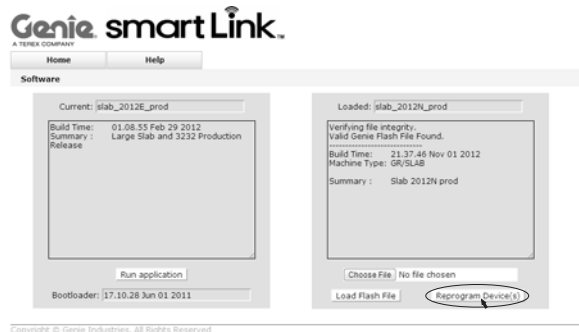 Genie smartLink™
A TEREX COMPANY
Home Help
Software
Current: slab_2012E_prod
Build Time: 01.08.55 Feb 29 2012
Summary : Large Slab and 3232 Production
Release
Run application
Bootloader: 17.10.28 Jun 01 2011
Loaded: slab_2012N_prod
Verifying file integrity.
Valid Genie Flash File Found.
------------------------
Build Time: 21.37.46 Nov 01 2012
Machine Type: GR/SLAB
Summary : Slab 2012N prod
Choose File No file chosen
Load Flash File Reprogram Device(s)
Copyright © Genie Industries. All Rights Reserved